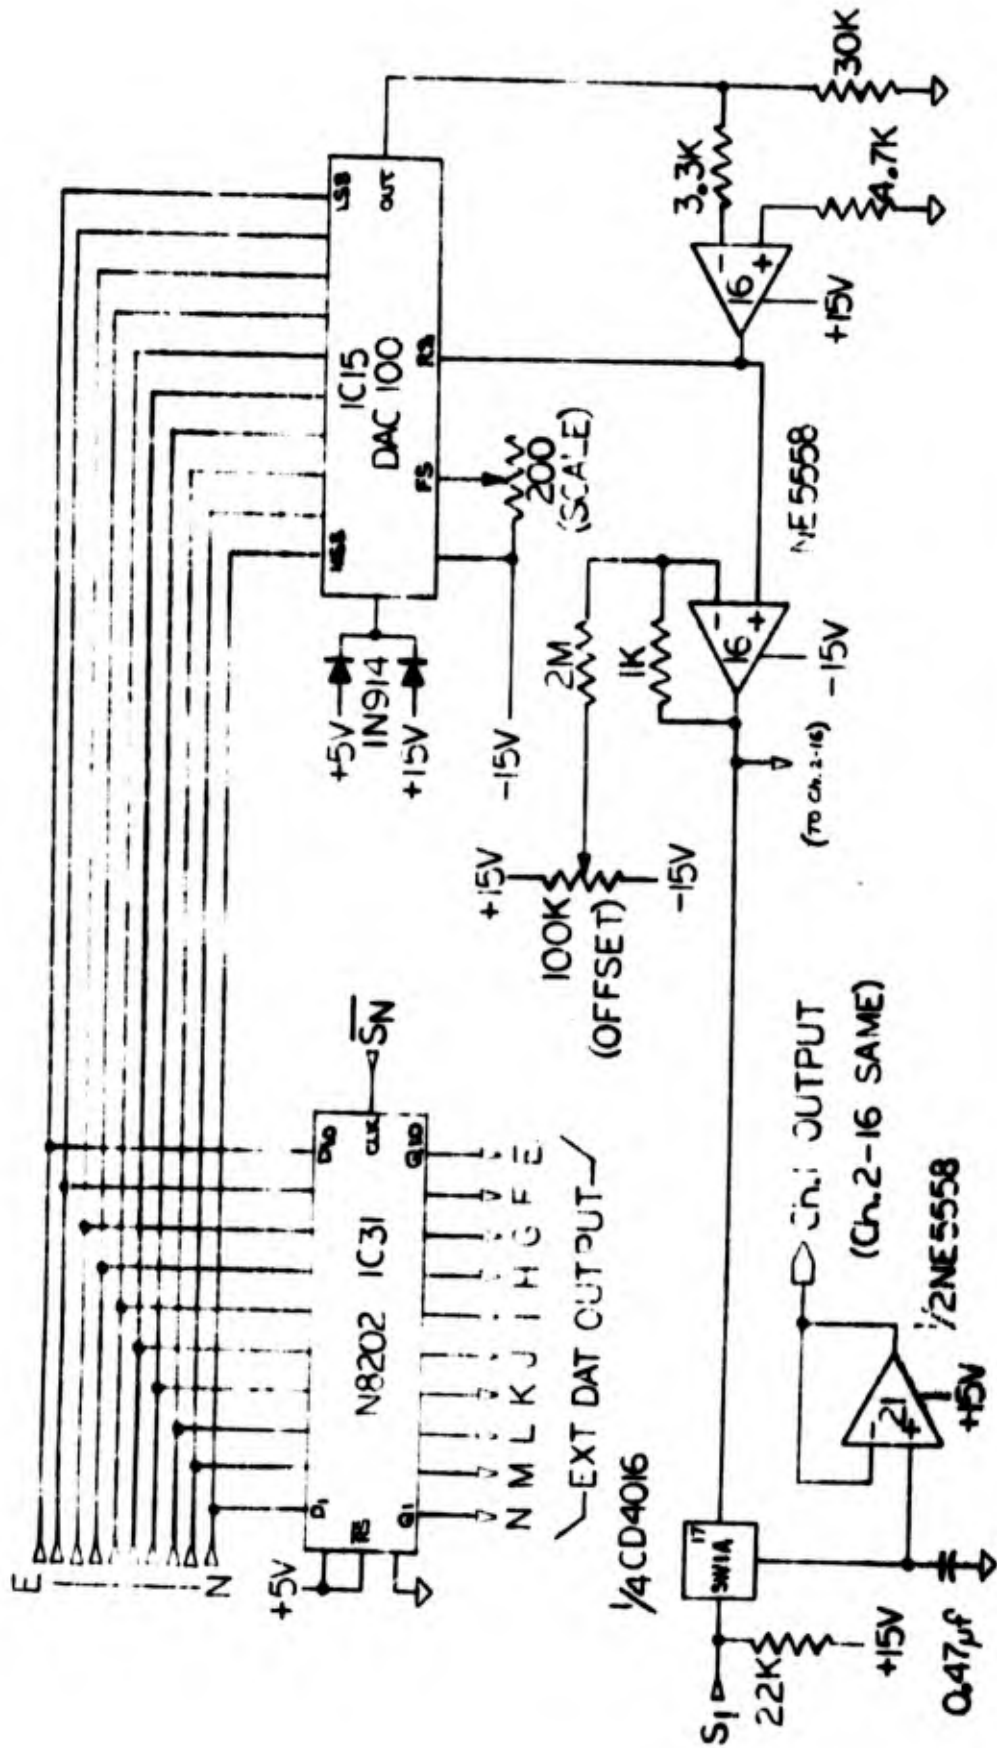 E
N
+5V
D1
RS
Q1
N8202 IC31
D10
CLK
Q10
SN
N M L K J I H G F E
EXT DAT OUTPUT
MSB
LSB
IC15
DAC 100
OUT
FS
RB
+5V
IN914
+15V
-15V
200
(SCALE)
3.3K
30K
4.7K
16
- +
+15V
+15V
100K
(OFFSET)
-15V
2M
1K
16
- +
-15V
NE5558
(TO Ch. 2-16)
1/4CD4016
S1
17
SW1A
22K
+15V
0.47µf
21
- +
+15V
1/2NE5558
Ch.1 OUTPUT
(Ch.2-16 SAME)